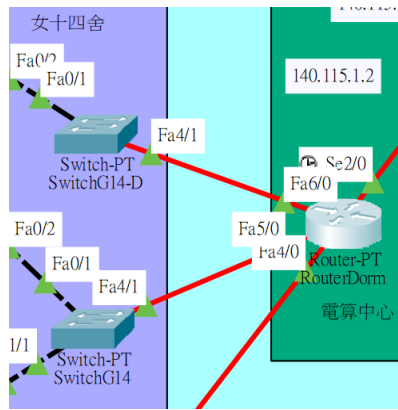 女十四舍
140.115.
Fa0/2
Fa0/1
140.115.1.2
Fa4/1
Switch-PT
SwitchG14-D
Se2/0
Fa6/0
Fa0/2
Fa5/0
Fa4/0
Fa0/1
Router-PT
RouterDorm
Fa4/1
電算中心
1/1
Switch-PT
SwitchG14